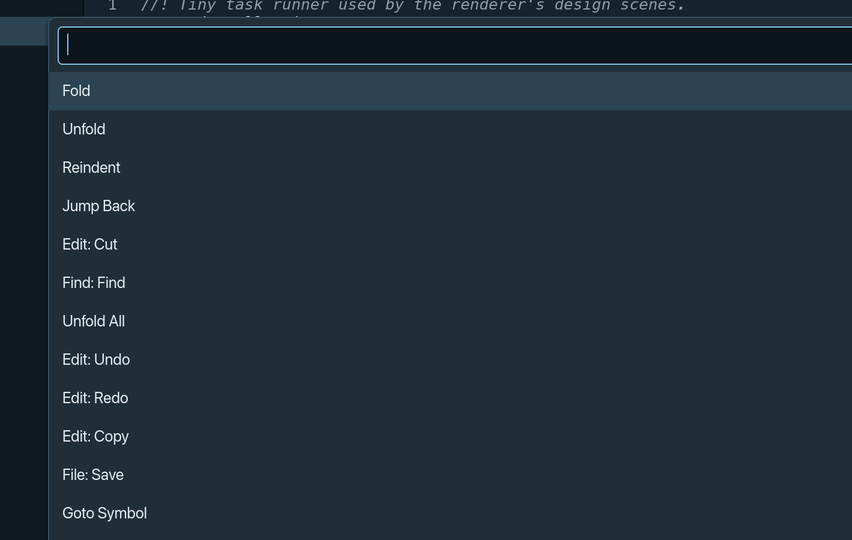 1 //! Tiny task runner used by the renderer's design scenes.
Fold
Unfold
Reindent
Jump Back
Edit: Cut
Find: Find
Unfold All
Edit: Undo
Edit: Redo
Edit: Copy
File: Save
Goto Symbol